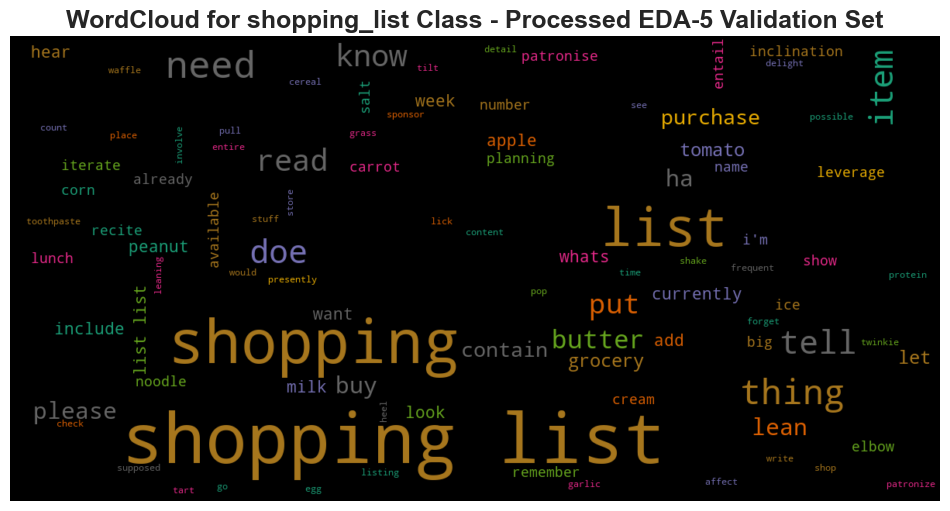 WordCloud for shopping_list Class - Processed EDA-5 Validation Set
hear
need
know
detail
patronise
entail
inclination
delight
item
waffle
cereal
tilt
salt
week
sponsor
number
see
purchase
possible
count
place
involve
pull
entire
grass
apple
planning
tomato
name
iterate
already
read
carrot
ha
leverage
corn
toothpaste
recite
available
store
stuff
lick
content
list
i'm
peanut
doe
lunch
leaning
would
presently
whats
time
shake
frequent
show
protein
list list
include
want
pop
put
currently
ice
forget
shopping
contain
butter
grocery
add
big
tell
twinkie
let
noodle
milk
buy
cream
thing
please
check
heel
look
lean
elbow
shopping list
supposed
listing
remember
write
shop
tart
go
egg
garlic
affect
patronize